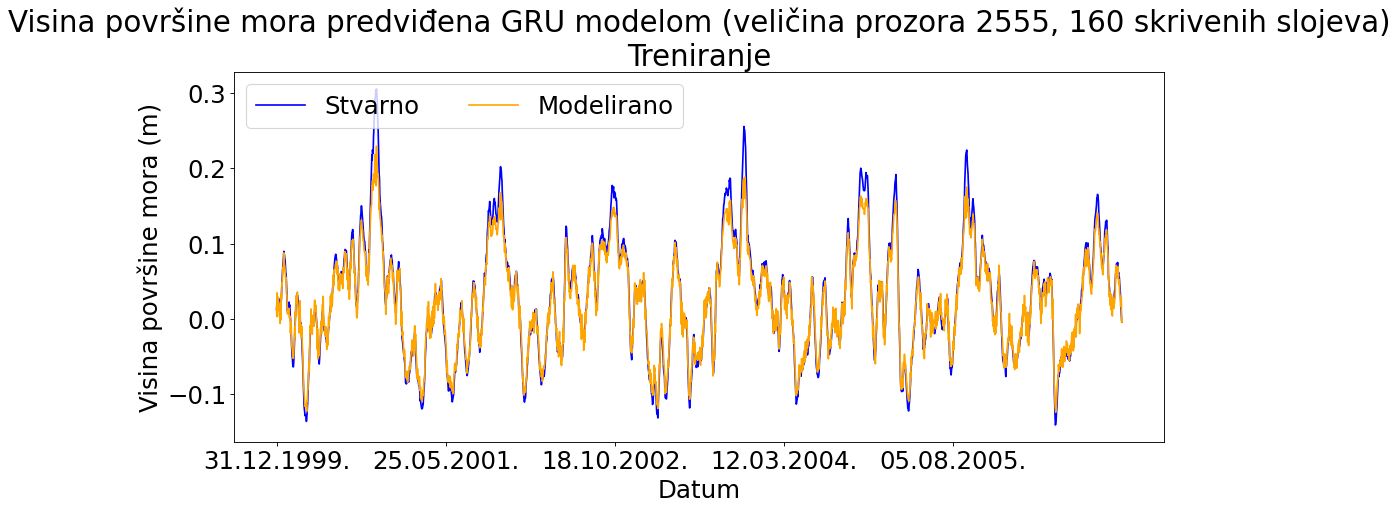 Visina površine mora predviđena GRU modelom (veličina prozora 2555, 160 skrivenih slojeva)
Treniranje
Stvarno Modelirano
Visina površine mora (m)
0.3
0.2
0.1
0.0
−0.1
31.12.1999. 25.05.2001. 18.10.2002. 12.03.2004. 05.08.2005.
Datum